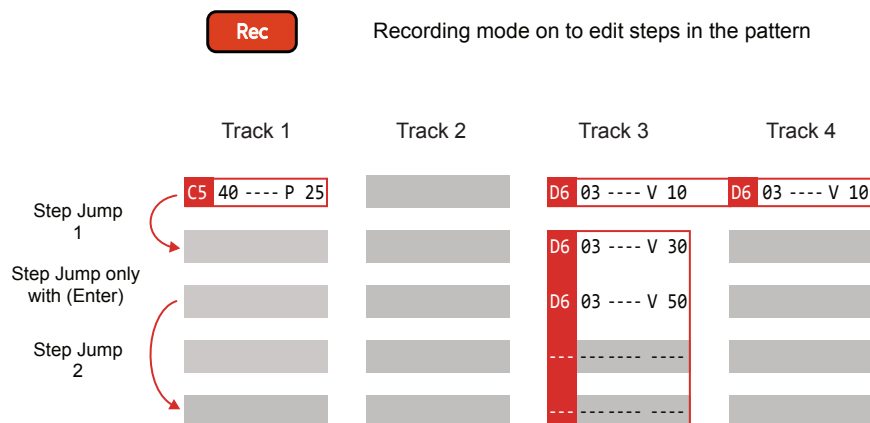 Rec Recording mode on to edit steps in the pattern
Track 1 Track 2 Track 3 Track 4
C5 40 ---- P 25 D6 03 ---- V 10 D6 03 ---- V 10
Step Jump
1
D6 03 ---- V 30
Step Jump only
with (Enter)
D6 03 ---- V 50
Step Jump
2
--- -- ---- ----
--- -- ---- ----